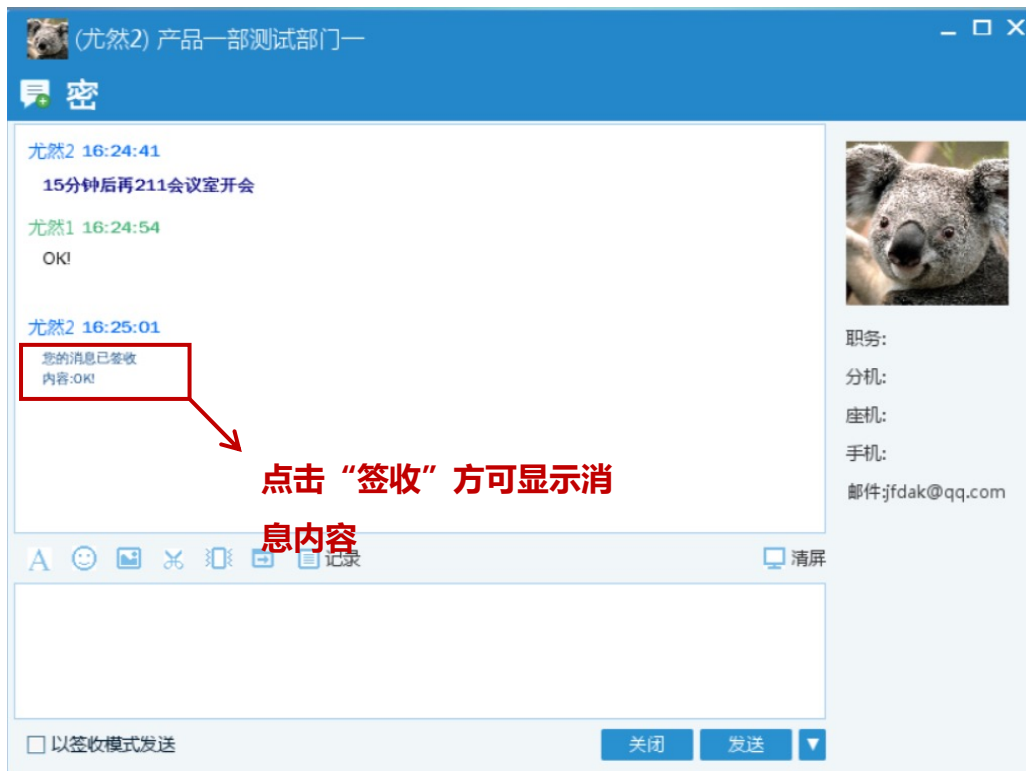 (尤然2) 产品一部测试部门一
密
尤然2 16:24:41
15分钟后再211会议室开会
尤然1 16:24:54
OK!
尤然2 16:25:01
您的消息已签收
内容:OK!
点击“签收”方可显示消
息内容
职务:
分机:
座机:
手机:
邮件:jfdak@qq.com
A
记录
清屏
以签收模式发送
关闭
发送